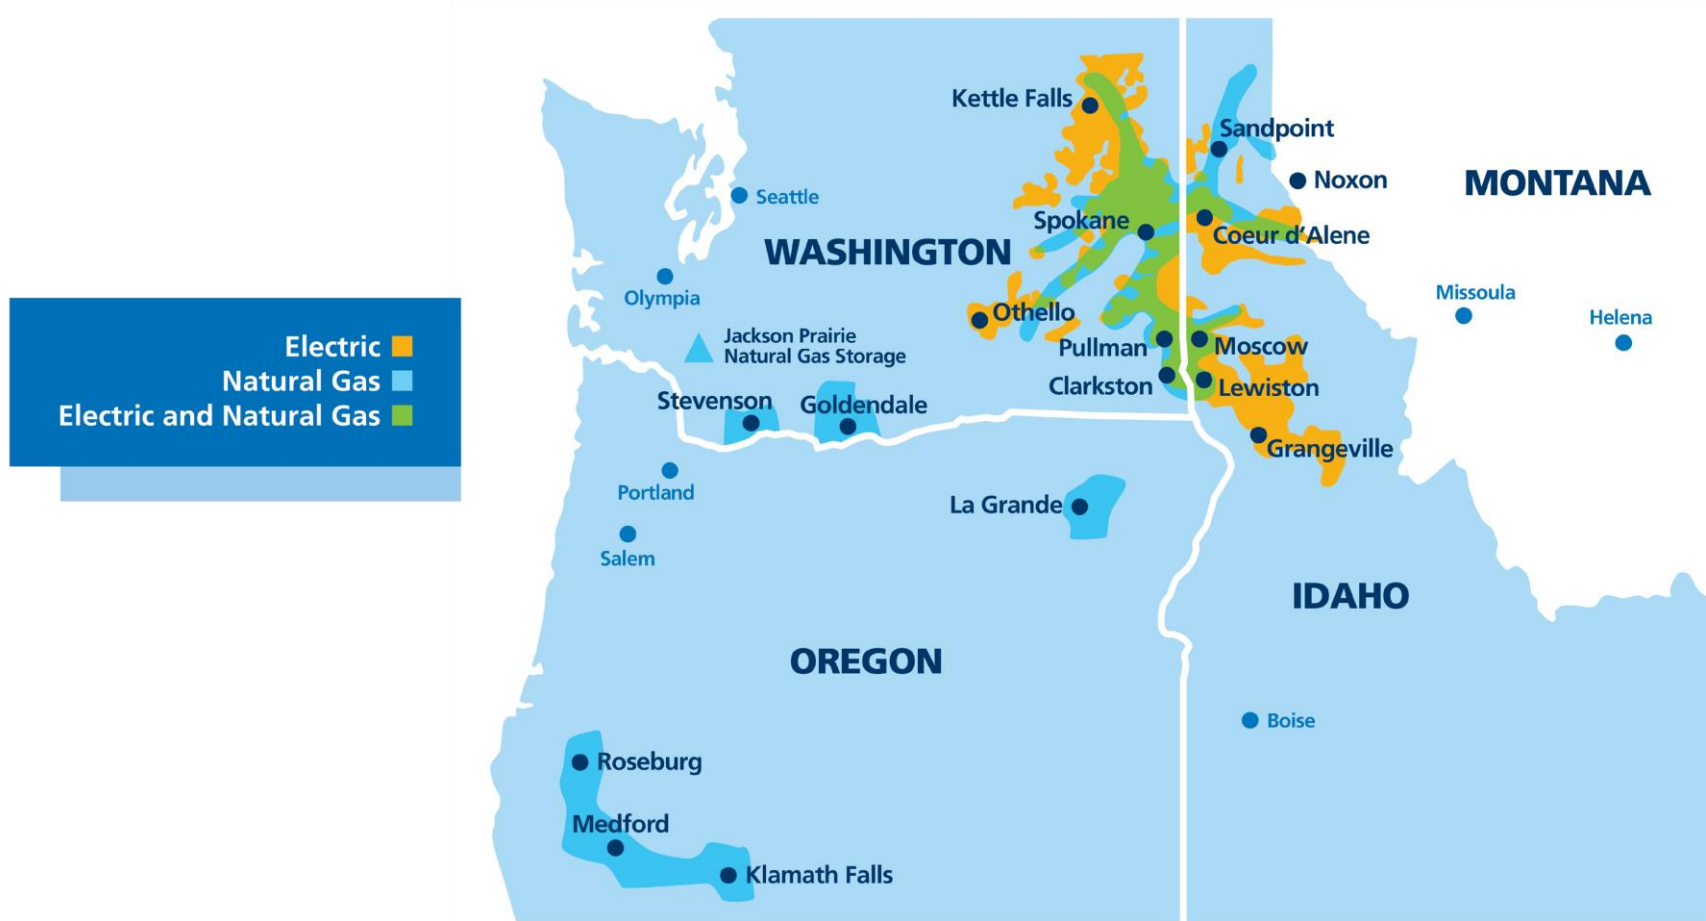 Electric
Natural Gas
Electric and Natural Gas
Kettle Falls
Sandpoint
Noxon
MONTANA
Seattle
Spokane
WASHINGTON
Coeur d’Alene
Olympia
Othello
Missoula
Helena
Jackson Prairie
Natural Gas Storage
Pullman
Moscow
Clarkston
Lewiston
Stevenson
Goldendale
Grangeville
Portland
La Grande
Salem
IDAHO
OREGON
Boise
Roseburg
Medford
Klamath Falls